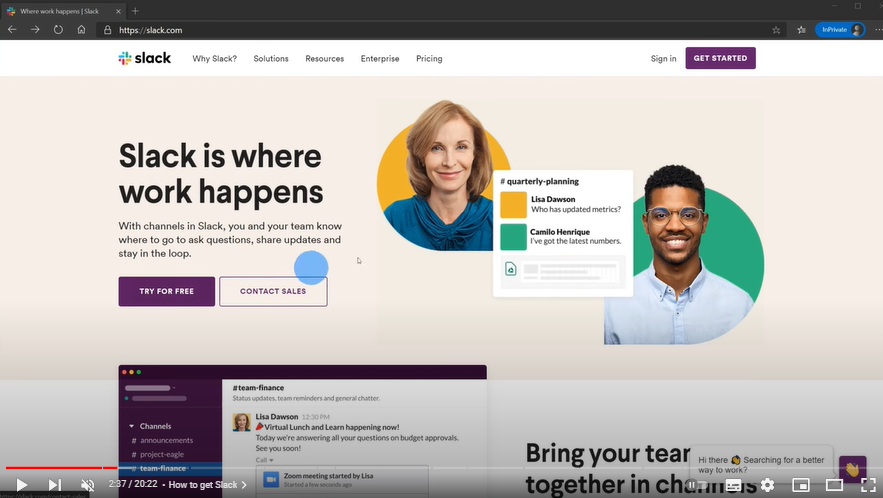 Where work happens | Slack
https://slack.com
InPrivate
slack
Why Slack?
Solutions
Resources
Enterprise
Pricing
Sign in
GET STARTED
Slack is where
work happens
With channels in Slack, you and your team know
where to go to ask questions, share updates and
stay in the loop.
TRY FOR FREE
CONTACT SALES
# quarterly-planning
Lisa Dawson
Who has updated metrics?
Camilo Henrique
I've got the latest numbers.
#team-finance
Status updates, team reminders and general chatter.
Channels
# announcements
# project-eagle
# team-finance
Lisa Dawson 12:30 PM
Virtual Lunch and Learn happening now!
Today we're answering all your questions on budget approvals.
See you soon!
Call
Zoom meeting started by Lisa
Started a few seconds ago
Bring your team
together in channels
Hi there 👋 Searching for a better
way to work?
2:37 / 20:22 • How to get Slack